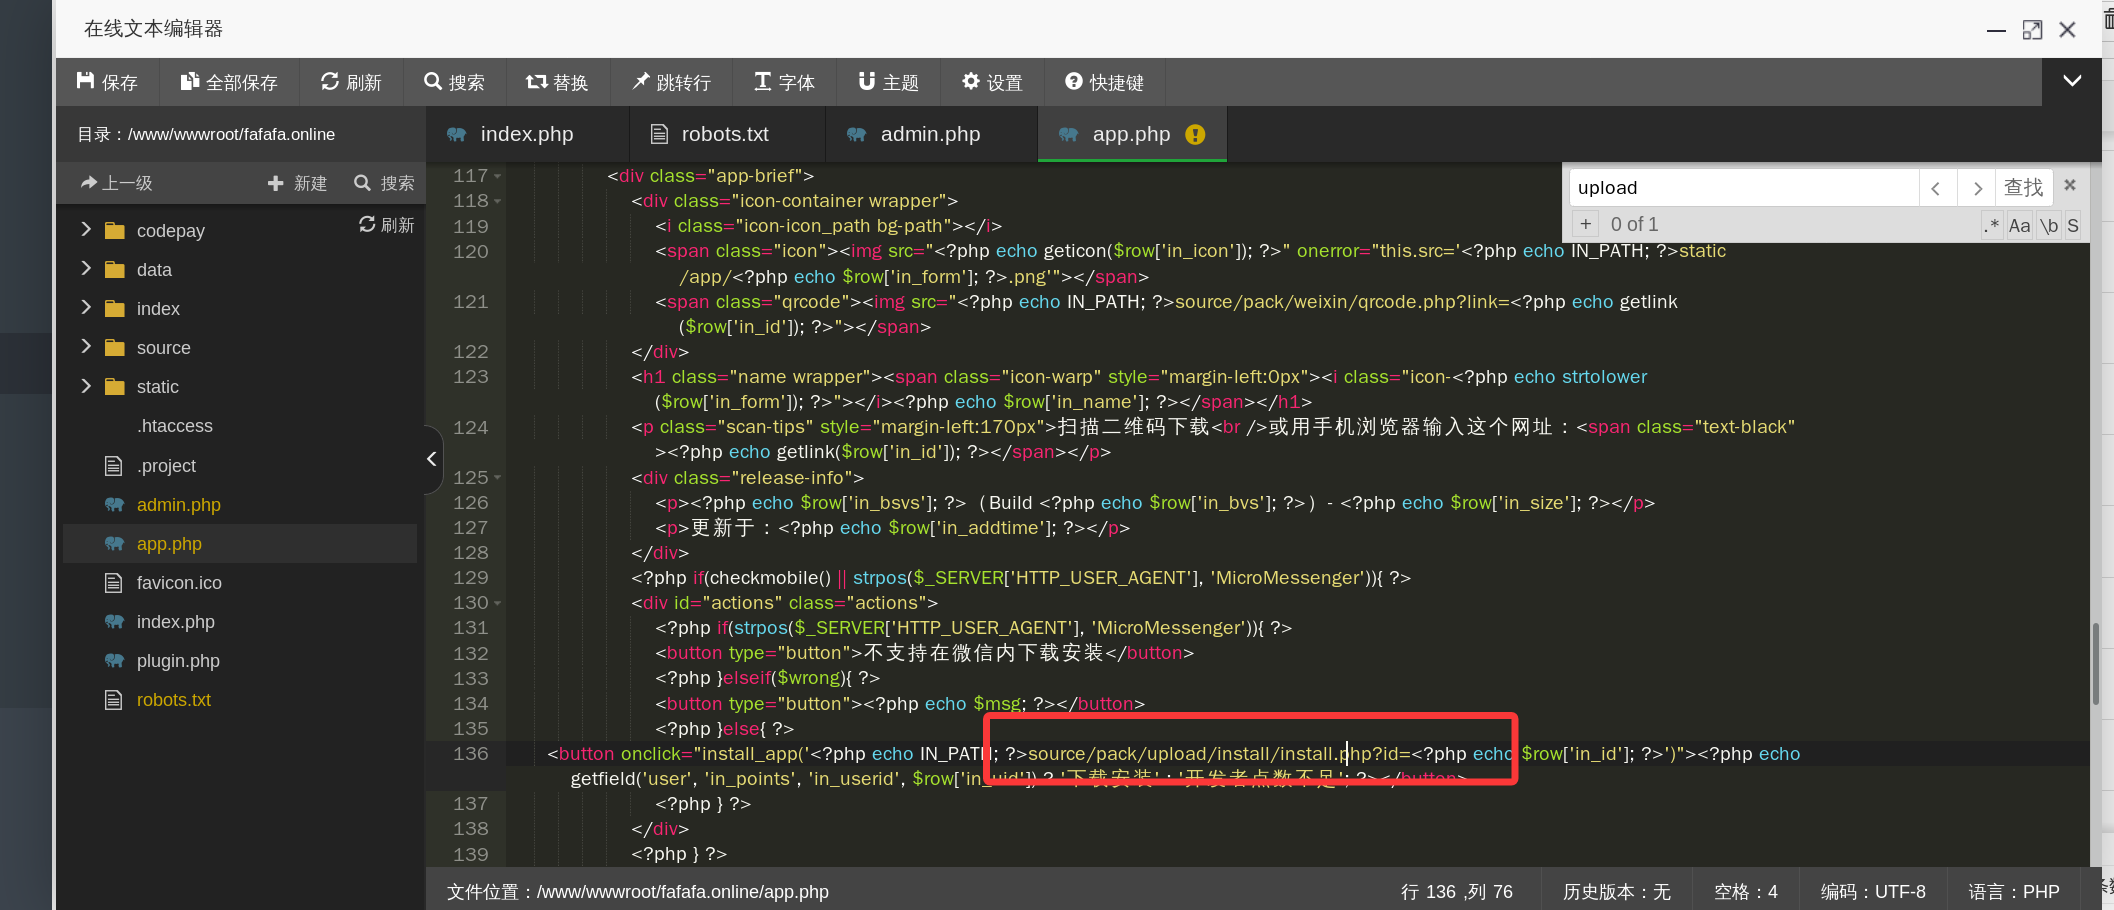 在线文本编辑器
保存 全部保存 刷新 搜索 替换 跳转行 字体 主题 设置 快捷键
目录：/www/wwwroot/fafafa.online
index.php robots.txt admin.php app.php
上一级 新建 搜索
刷新
codepay
data
index
source
static
.htaccess
.project
admin.php
app.php
favicon.ico
index.php
plugin.php
robots.txt
upload 查找
+ 0 of 1 .* Aa \b S
117 <div class="app-brief">
118 <div class="icon-container wrapper">
119 <i class="icon-icon_path bg-path"></i>
120 <span class="icon"><img src="<?php echo geticon($row['in_icon']); ?>" onerror="this.src='<?php echo IN_PATH; ?>static
/app/<?php echo $row['in_form']; ?>.png'"></span>
121 <span class="qrcode"><img src="<?php echo IN_PATH; ?>source/pack/weixin/qrcode.php?link=<?php echo getlink
($row['in_id']); ?>"></span>
122 </div>
123 <h1 class="name wrapper"><span class="icon-warp" style="margin-left:0px"><i class="icon-<?php echo strtolower
($row['in_form']); ?>"></i><?php echo $row['in_name']; ?></span></h1>
124 <p class="scan-tips" style="margin-left:170px">扫描二维码下载<br />或用手机浏览器输入这个网址：<span class="text-black"
><?php echo getlink($row['in_id']); ?></span></p>
125 <div class="release-info">
126 <p><?php echo $row['in_bsvs']; ?>（Build <?php echo $row['in_bvs']; ?>）- <?php echo $row['in_size']; ?></p>
127 <p>更新于：<?php echo $row['in_addtime']; ?></p>
128 </div>
129 <?php if(checkmobile() || strpos($_SERVER['HTTP_USER_AGENT'], 'MicroMessenger')){ ?>
130 <div id="actions" class="actions">
131 <?php if(strpos($_SERVER['HTTP_USER_AGENT'], 'MicroMessenger')){ ?>
132 <button type="button">不支持在微信内下载安装</button>
133 <?php }elseif($wrong){ ?>
134 <button type="button"><?php echo $msg; ?></button>
135 <?php }else{ ?>
136 <button onclick="install_app('<?php echo IN_PATH; ?>source/pack/upload/install/install.php?id=<?php echo $row['in_id']; ?>')"><?php echo
getfield('user', 'in_points', 'in_userid', $row['in_uid']) ? '下载安装' : '开发者点数不足'; ?></button>
137 <?php } ?>
138 </div>
139 <?php } ?>
文件位置：/www/wwwroot/fafafa.online/app.php 行 136 ,列 76 历史版本：无 空格：4 编码：UTF-8 语言：PHP